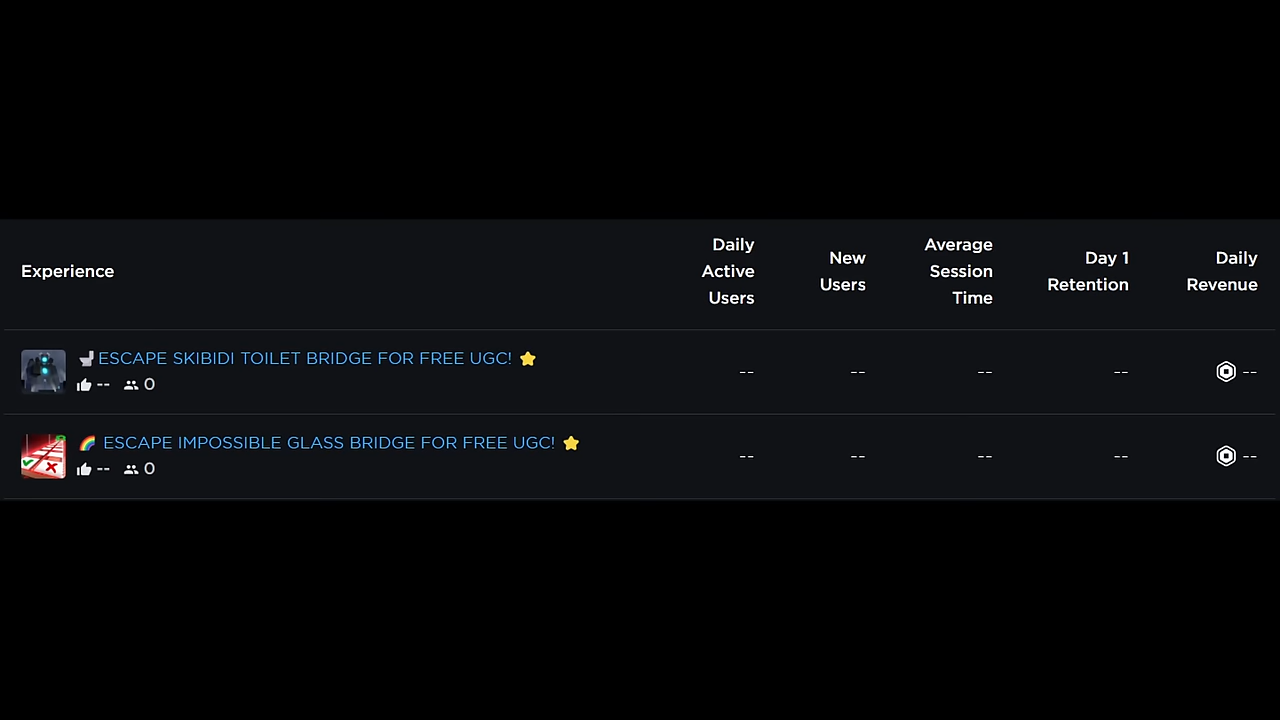 Experience
Daily
Active
Users
New
Users
Average
Session
Time
Day 1
Retention
Daily
Revenue
🚽ESCAPE SKIBIDI TOILET BRIDGE FOR FREE UGC! ⭐
-- 0
-- -- -- -- --
🌈 ESCAPE IMPOSSIBLE GLASS BRIDGE FOR FREE UGC! ⭐
-- 0
-- -- -- -- --